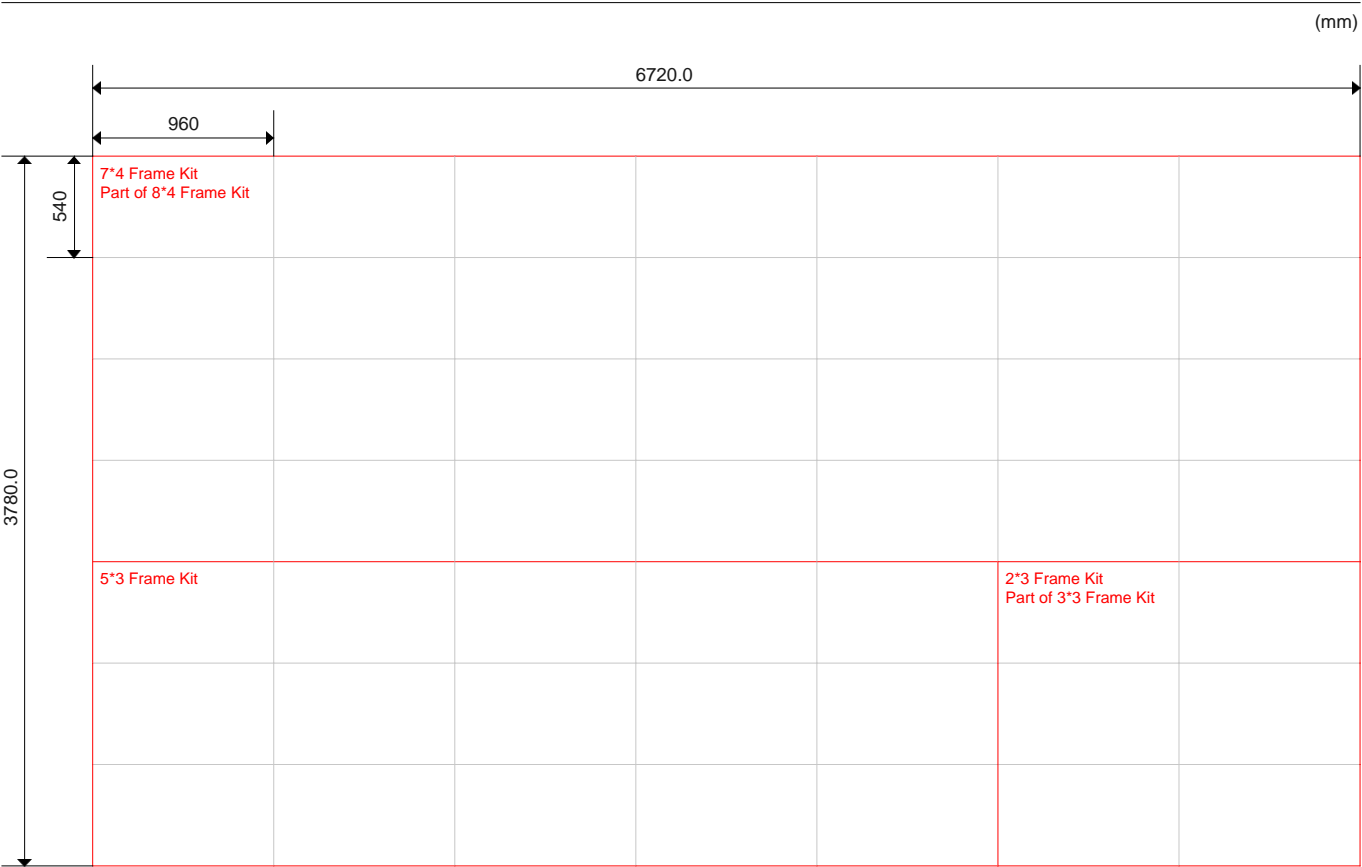 (mm)
6720.0
960
540
3780.0
7*4 Frame Kit
Part of 8*4 Frame Kit
5*3 Frame Kit
2*3 Frame Kit
Part of 3*3 Frame Kit